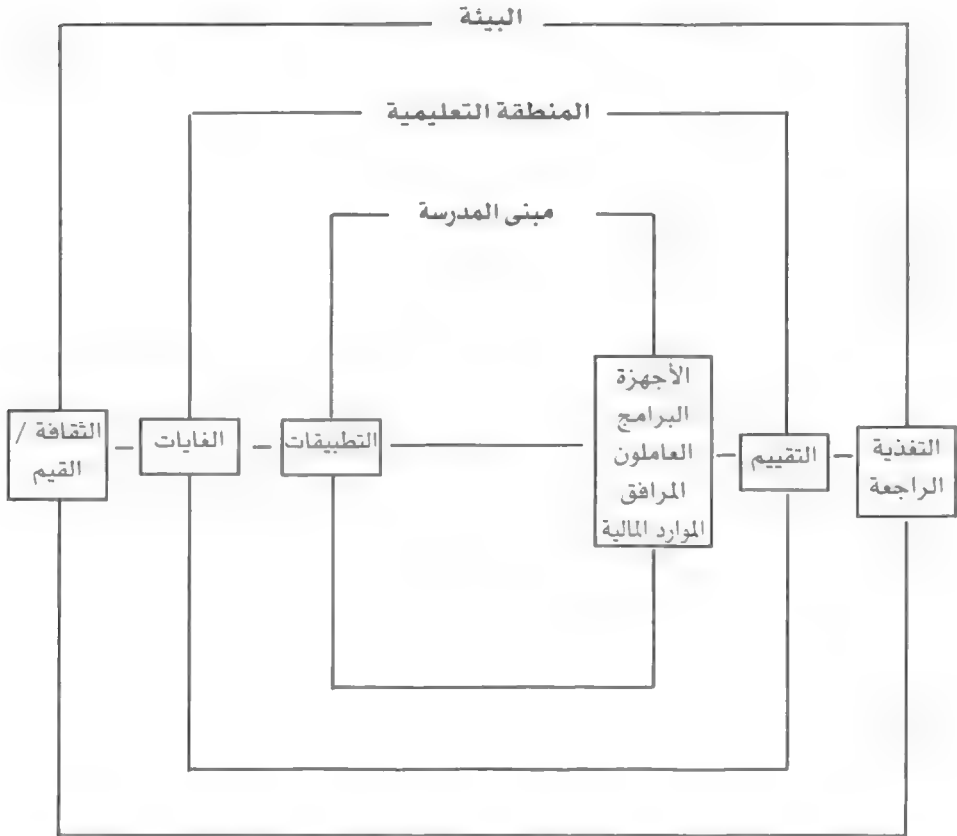 البيئة
المنطقة التعليمية
مبنى المدرسة
الأجهزة
البرامج
العاملون
المرافق
الموارد المالية
التغذية
الراجعة
التقييم
التطبيقات
الغايات
الثقافة /
القيم